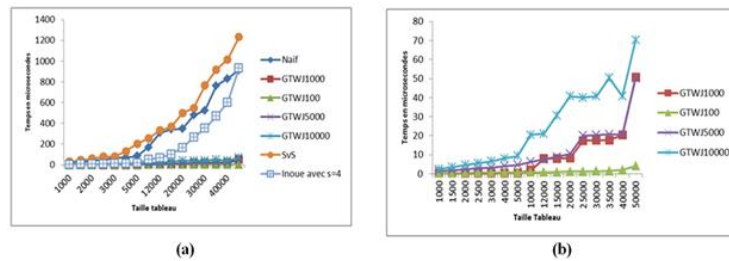 1400
1200
1000
800
600
400
200
0
Temps en microsecondes
1000
2000
3000
5000
12000
20000
30000
40000
Taille tableau
Naif
GTWJ1000
GTWJ100
GTWJ5000
GTWJ10000
SvS
Inoue avec s=4
(a)
80
70
60
50
40
30
20
10
0
Temps en microsecondes
1000
1500
2000
2500
3000
4000
5000
10000
12000
15000
20000
25000
30000
35000
40000
50000
Taille Tableau
GTWJ1000
GTWJ100
GTWJ5000
GTWJ10000
(b)